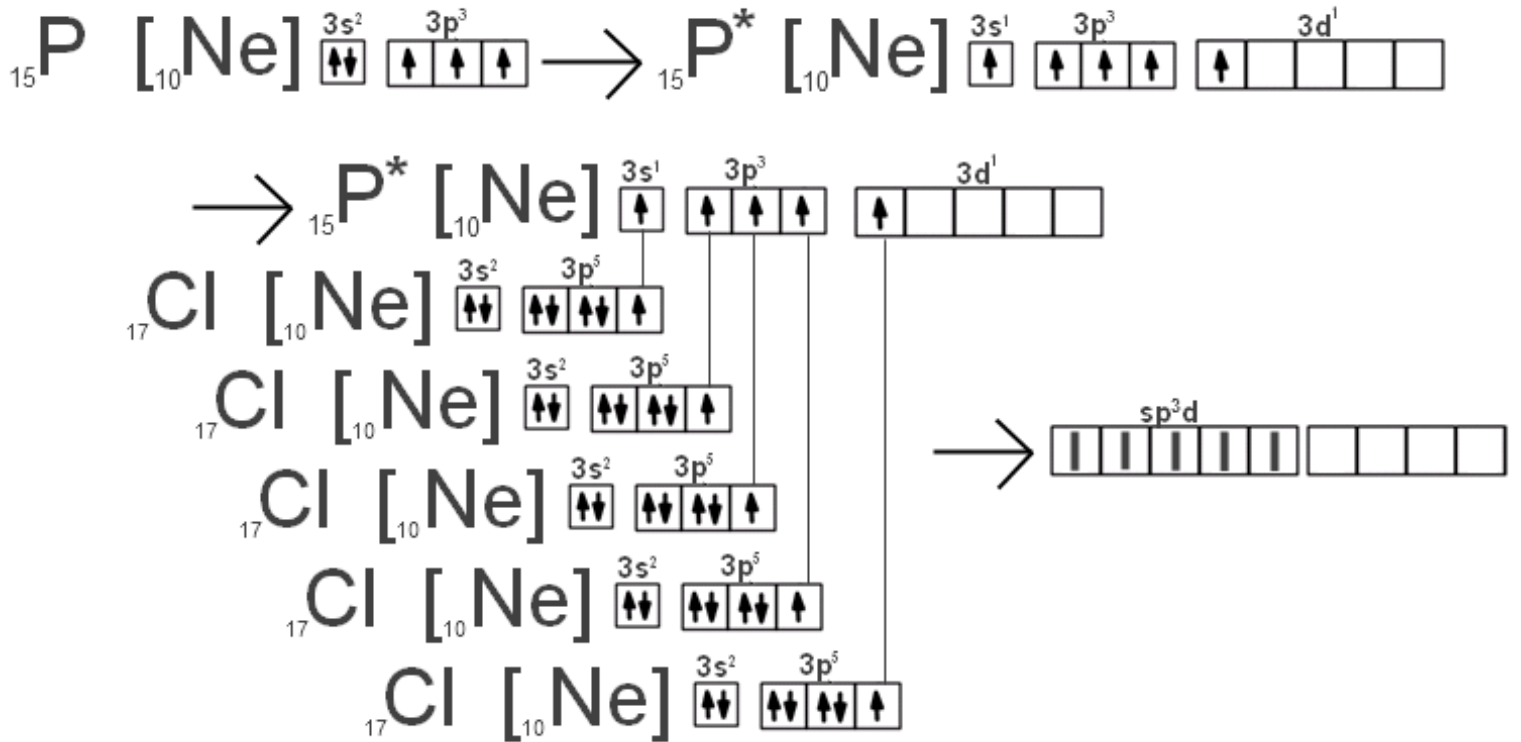 3s² 3p³ 3s¹ 3p³ 3d¹
₁₅P [₁₀Ne] ₁₅P* [₁₀Ne]
3s¹ 3p³ 3d¹
₁₅P* [₁₀Ne]
3s² 3p⁵
₁₇Cl [₁₀Ne]
3s² 3p⁵
₁₇Cl [₁₀Ne]
sp³d
3s² 3p⁵
₁₇Cl [₁₀Ne]
3s² 3p⁵
₁₇Cl [₁₀Ne]
3s² 3p⁵
₁₇Cl [₁₀Ne]